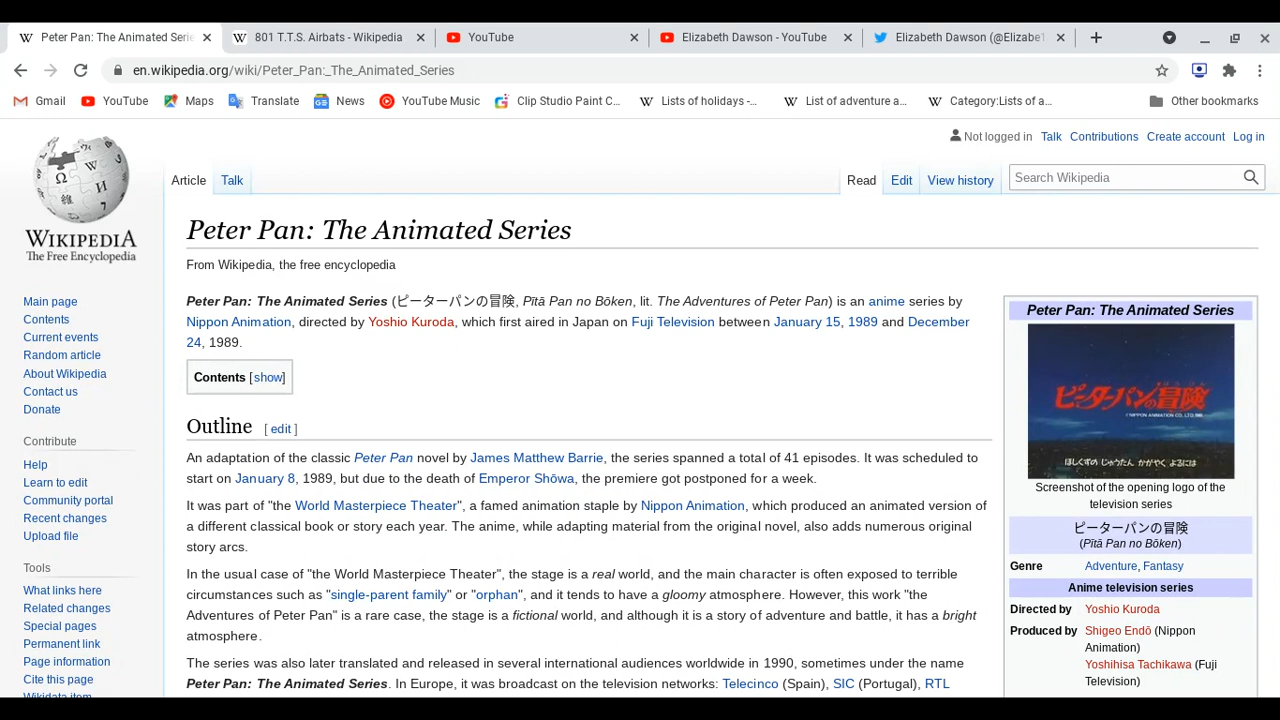 Peter Pan: The Animated Serie
801 T.T.S. Airbats - Wikipedia
YouTube
Elizabeth Dawson - YouTube
Elizabeth Dawson (@Elizabe1
en.wikipedia.org/wiki/Peter_Pan:_The_Animated_Series
Gmail
YouTube
Maps
Translate
News
YouTube Music
Clip Studio Paint C...
Lists of holidays -...
List of adventure a...
Category:Lists of a...
Other bookmarks
Not logged in Talk Contributions Create account Log in
Article Talk
Read Edit View history
Search Wikipedia
WIKIPEDIA
The Free Encyclopedia
Main page
Contents
Current events
Random article
About Wikipedia
Contact us
Donate
Contribute
Help
Learn to edit
Community portal
Recent changes
Upload file
Tools
What links here
Related changes
Special pages
Permanent link
Page information
Cite this page
Wikidata item
Peter Pan: The Animated Series
From Wikipedia, the free encyclopedia
Peter Pan: The Animated Series (ピーターパンの冒険, Pītā Pan no Bōken, lit. The Adventures of Peter Pan) is an anime series by
Nippon Animation, directed by Yoshio Kuroda, which first aired in Japan on Fuji Television between January 15, 1989 and December
24, 1989.
Contents [show]
Outline [ edit ]
An adaptation of the classic Peter Pan novel by James Matthew Barrie, the series spanned a total of 41 episodes. It was scheduled to
start on January 8, 1989, but due to the death of Emperor Shōwa, the premiere got postponed for a week.
It was part of "the World Masterpiece Theater", a famed animation staple by Nippon Animation, which produced an animated version of
a different classical book or story each year. The anime, while adapting material from the original novel, also adds numerous original
story arcs.
In the usual case of "the World Masterpiece Theater", the stage is a real world, and the main character is often exposed to terrible
circumstances such as "single-parent family" or "orphan", and it tends to have a gloomy atmosphere. However, this work "the
Adventures of Peter Pan" is a rare case, the stage is a fictional world, and although it is a story of adventure and battle, it has a bright
atmosphere.
The series was also later translated and released in several international audiences worldwide in 1990, sometimes under the name
Peter Pan: The Animated Series. In Europe, it was broadcast on the television networks: Telecinco (Spain), SIC (Portugal), RTL
Peter Pan: The Animated Series
ピーターパンの冒険
ほしくずの じゅうたん かがやく よるには
Screenshot of the opening logo of the
television series
ピーターパンの冒険
(Pītā Pan no Bōken)
Genre Adventure, Fantasy
Anime television series
Directed by Yoshio Kuroda
Produced by Shigeo Endō (Nippon
Animation)
Yoshihisa Tachikawa (Fuji
Television)